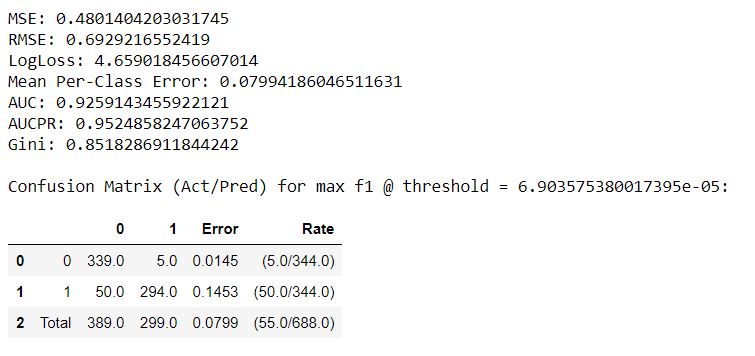 MSE: 0.4801404203031745
RMSE: 0.6929216552419
LogLoss: 4.659018456607014
Mean Per-Class Error: 0.07994186046511631
AUC: 0.9259143455922121
AUCPR: 0.9524858247063752
Gini: 0.8518286911844242
Confusion Matrix (Act/Pred) for max f1 @ threshold = 6.903575380017395e-05:
0 1 Error Rate
0 0 339.0 5.0 0.0145 (5.0/344.0)
1 1 50.0 294.0 0.1453 (50.0/344.0)
2 Total 389.0 299.0 0.0799 (55.0/688.0)